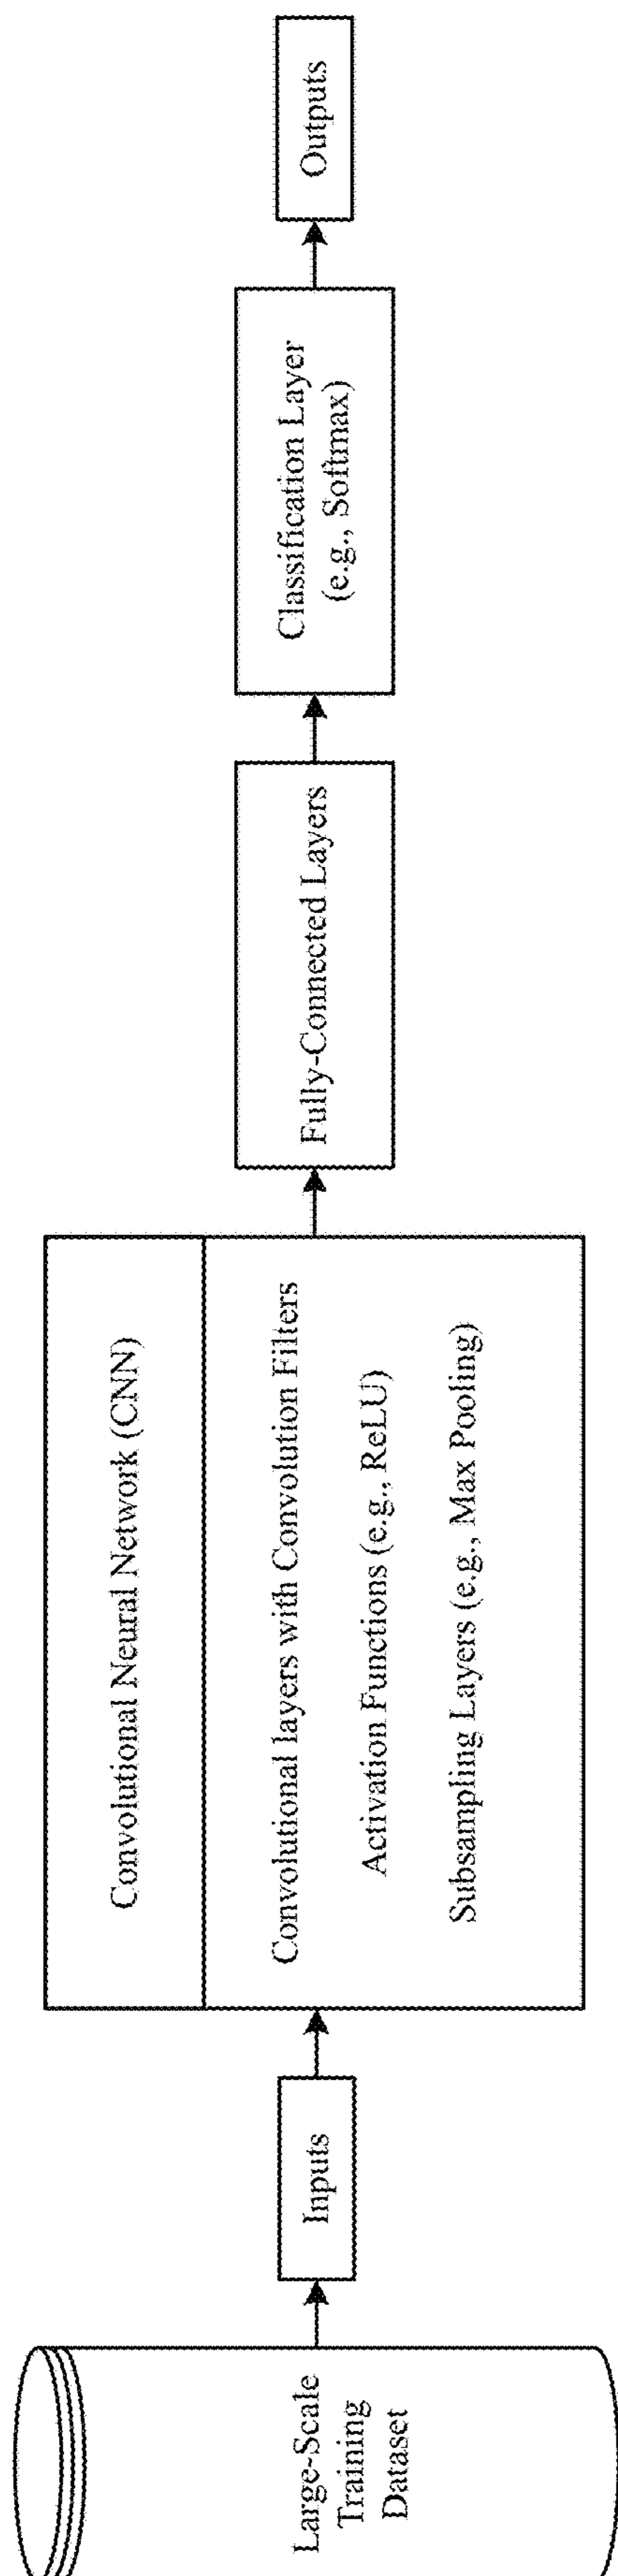 Large-Scale
Training
Dataset
Inputs
Convolutional Neural Network (CNN)
Convolutional layers with Convolution Filters
Activation Functions (e.g., ReLU)
Subsampling Layers (e.g., Max Pooling)
Fully-Connected Layers
Classification Layer
(e.g., Softmax)
Outputs